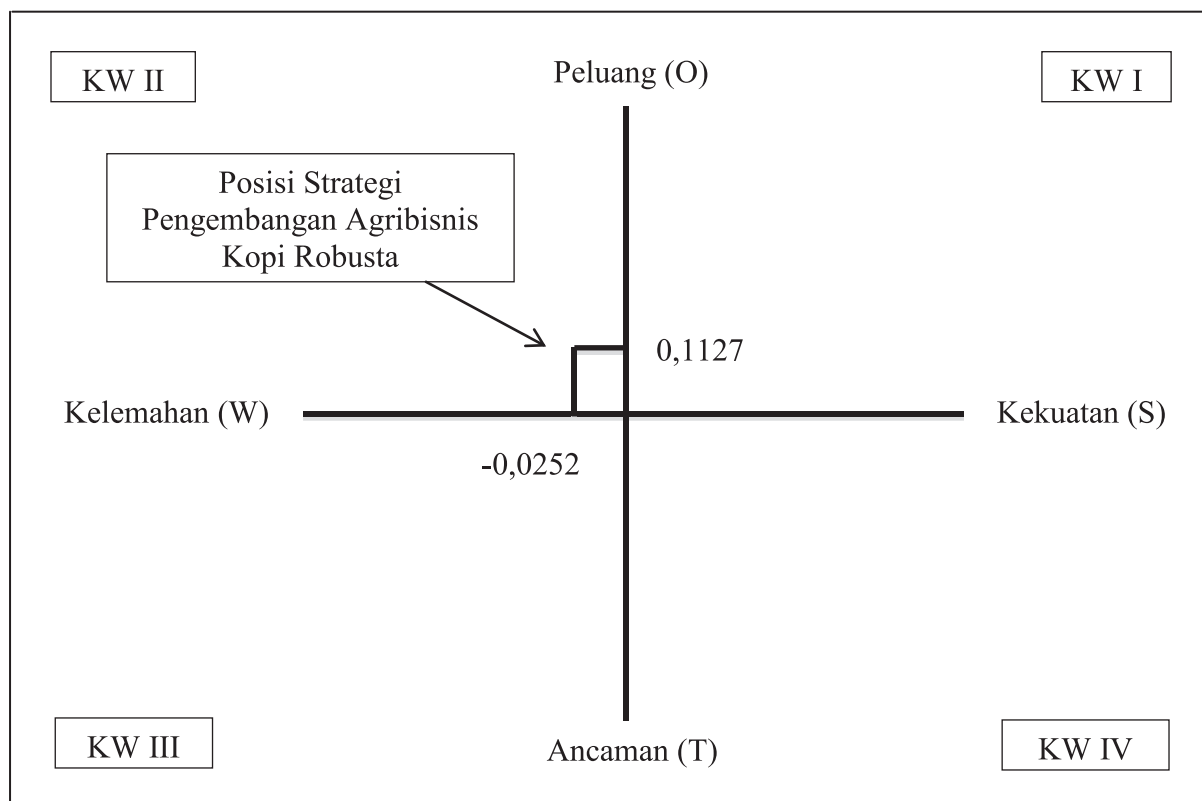 KW II
Peluang (O)
KW I
Posisi Strategi
Pengembangan Agribisnis
Kopi Robusta
0,1127
Kelemahan (W)
Kekuatan (S)
-0,0252
KW III
Ancaman (T)
KW IV